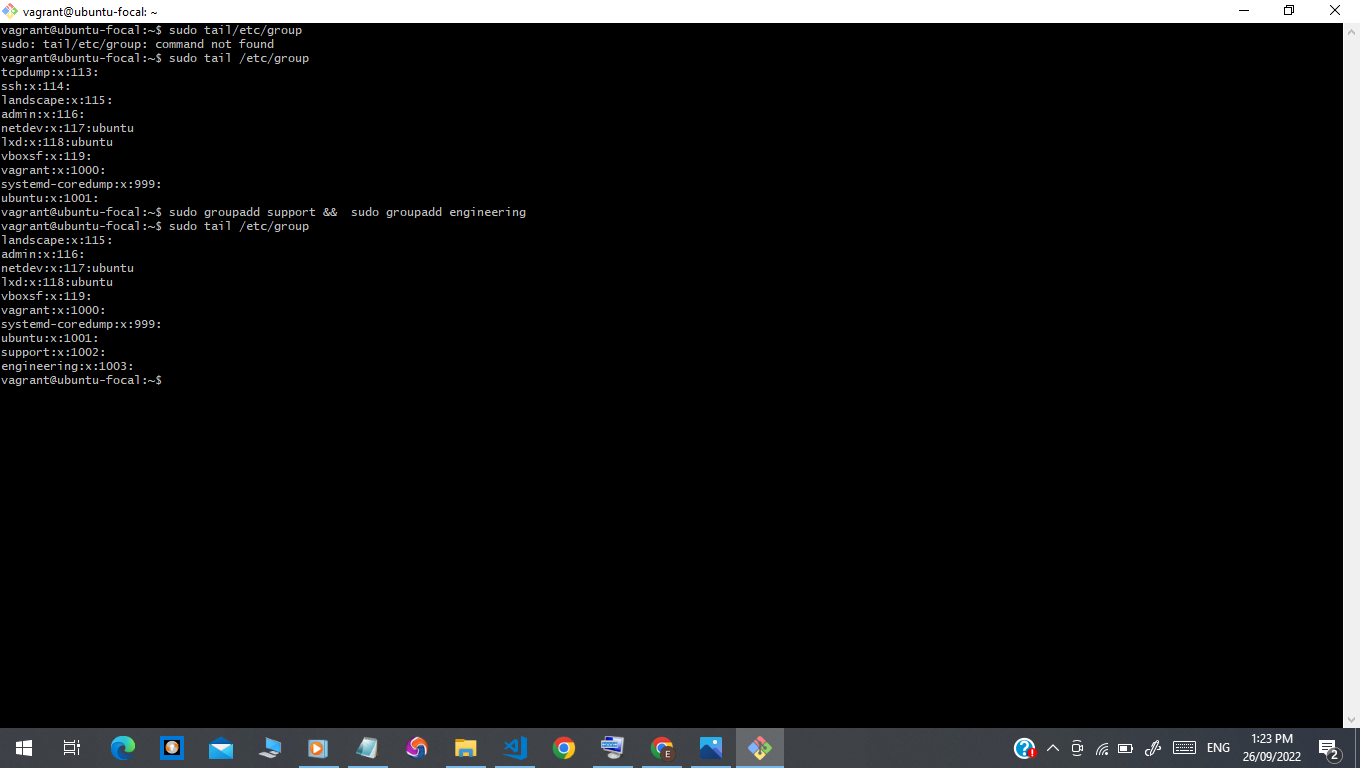 vagrant@ubuntu-focal: ~
vagrant@ubuntu-focal:~$ sudo tail/etc/group
sudo: tail/etc/group: command not found
vagrant@ubuntu-focal:~$ sudo tail /etc/group
tcpdump:x:113:
ssh:x:114:
landscape:x:115:
admin:x:116:
netdev:x:117:ubuntu
lxd:x:118:ubuntu
vboxsf:x:119:
vagrant:x:1000:
systemd-coredump:x:999:
ubuntu:x:1001:
vagrant@ubuntu-focal:~$ sudo groupadd support &&  sudo groupadd engineering
vagrant@ubuntu-focal:~$ sudo tail /etc/group
landscape:x:115:
admin:x:116:
netdev:x:117:ubuntu
lxd:x:118:ubuntu
vboxsf:x:119:
vagrant:x:1000:
systemd-coredump:x:999:
ubuntu:x:1001:
support:x:1002:
engineering:x:1003:
vagrant@ubuntu-focal:~$
E
ENG
1:23 PM
26/09/2022
2